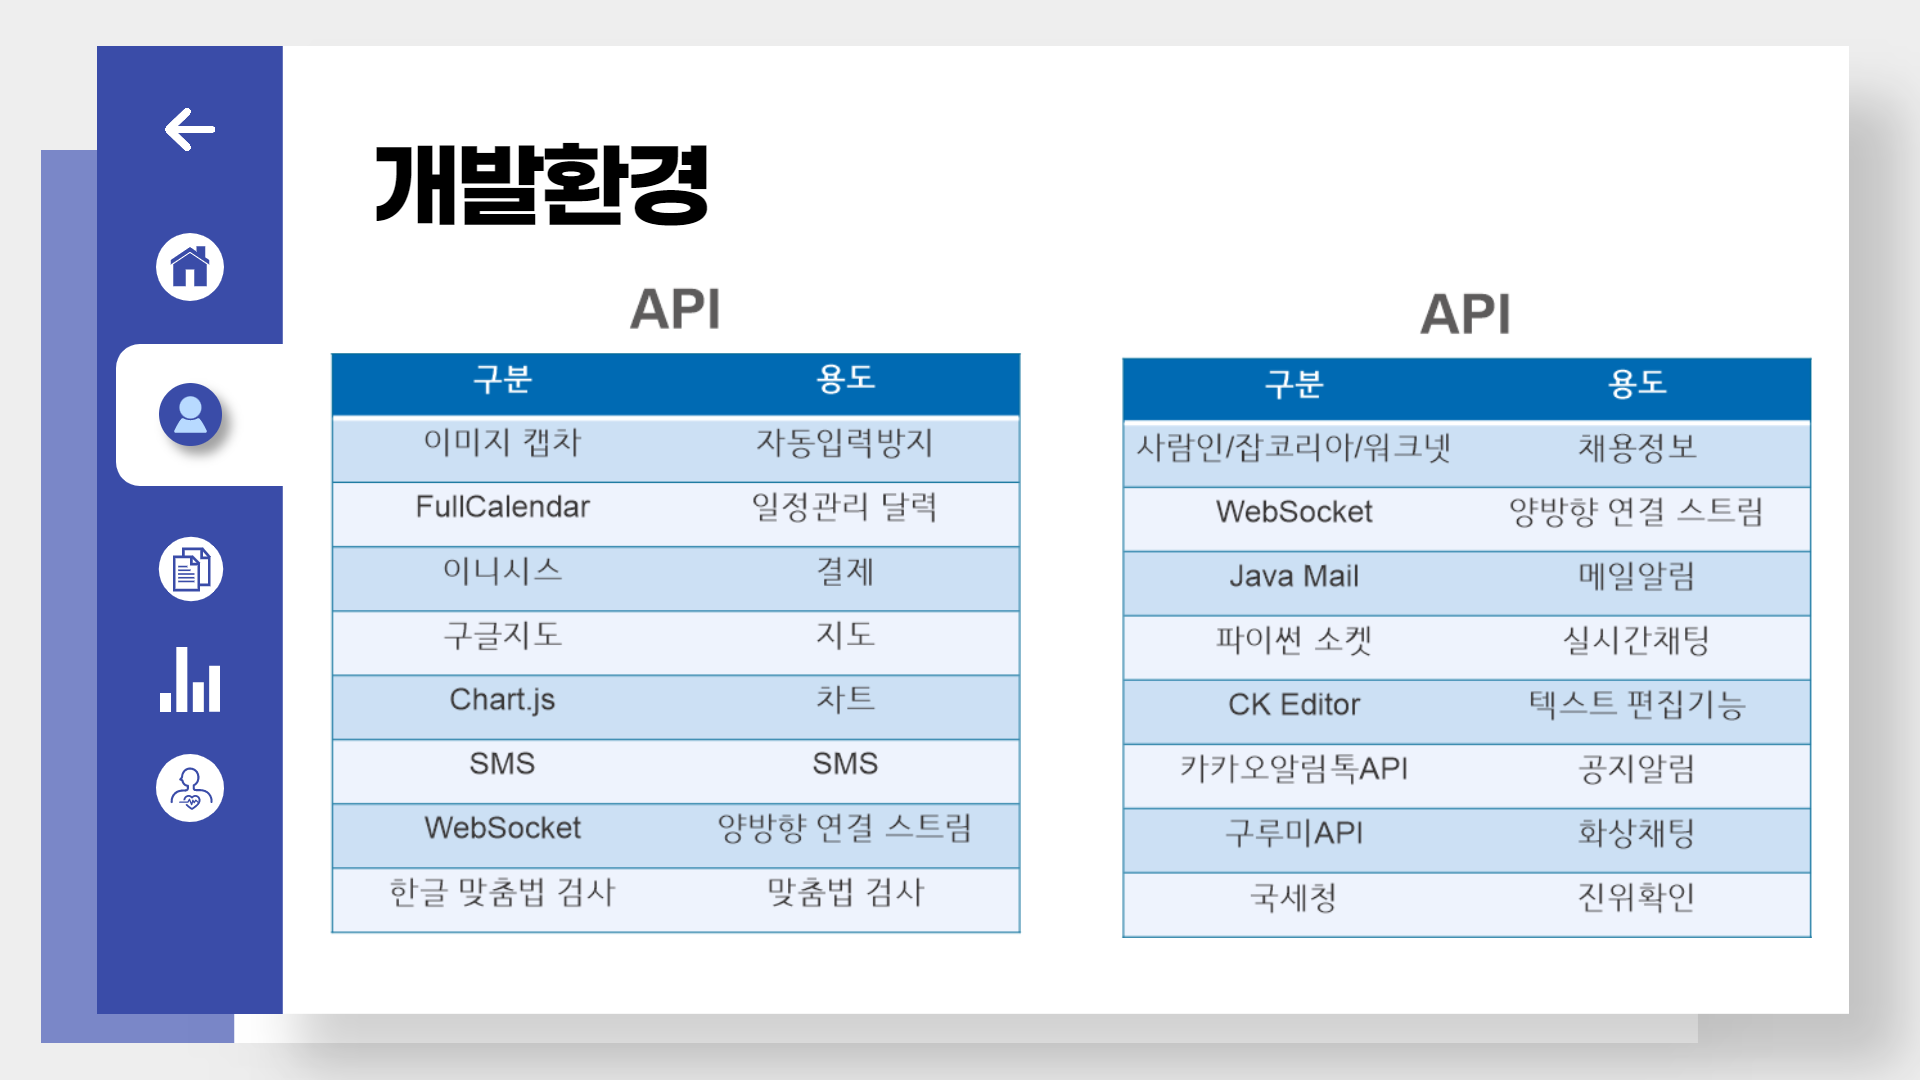 개발환경
API
구분 용도
이미지 캡차 자동입력방지
FullCalendar 일정관리 달력
이니시스 결제
구글지도 지도
Chart.js 차트
SMS SMS
WebSocket 양방향 연결 스트림
한글 맞춤법 검사 맞춤법 검사
API
구분 용도
사람인/잡코리아/워크넷 채용정보
WebSocket 양방향 연결 스트림
Java Mail 메일알림
파이썬 소켓 실시간채팅
CK Editor 텍스트 편집기능
카카오알림톡API 공지알림
구루미API 화상채팅
국세청 진위확인